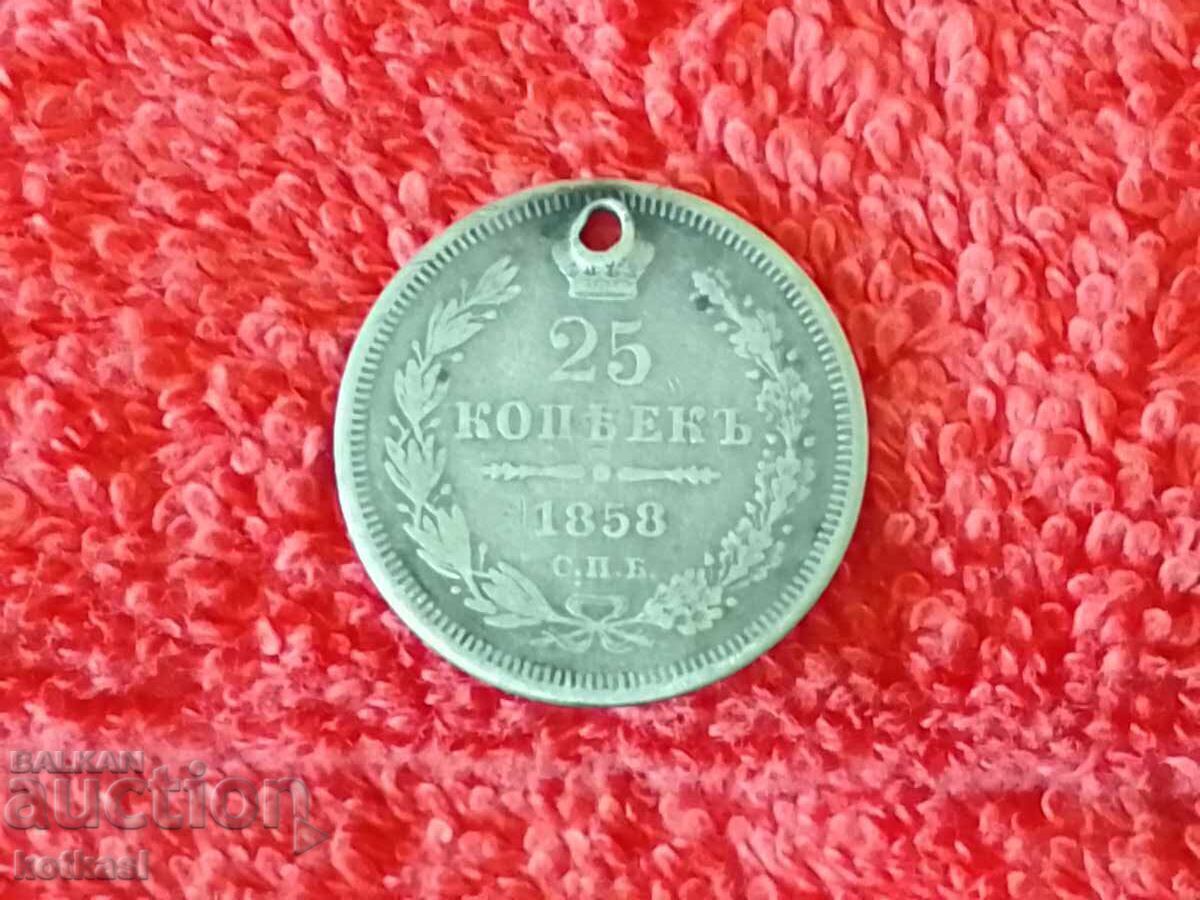 25
КОПѢЕКЪ
1858
С.П.Б.
BALKAN
auction
kotkasl